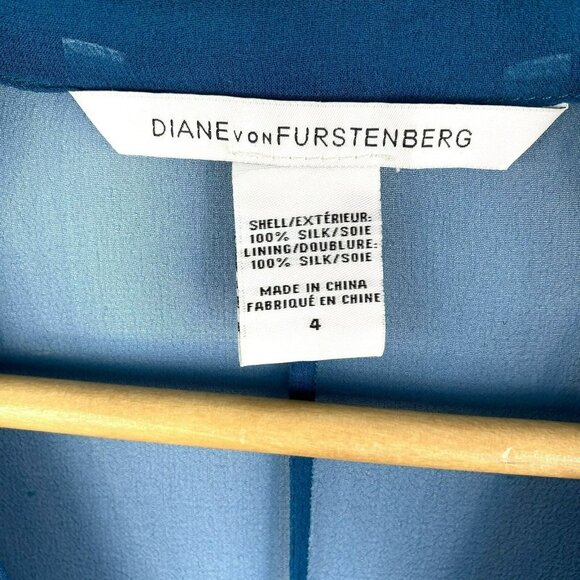 DIANE VON FURSTENBERG
SHELL/EXTÉRIEUR:
100% SILK/SOIE
LINING/DOUBLURE:
100% SILK/SOIE
MADE IN CHINA
FABRIQUÉ EN CHINE
4